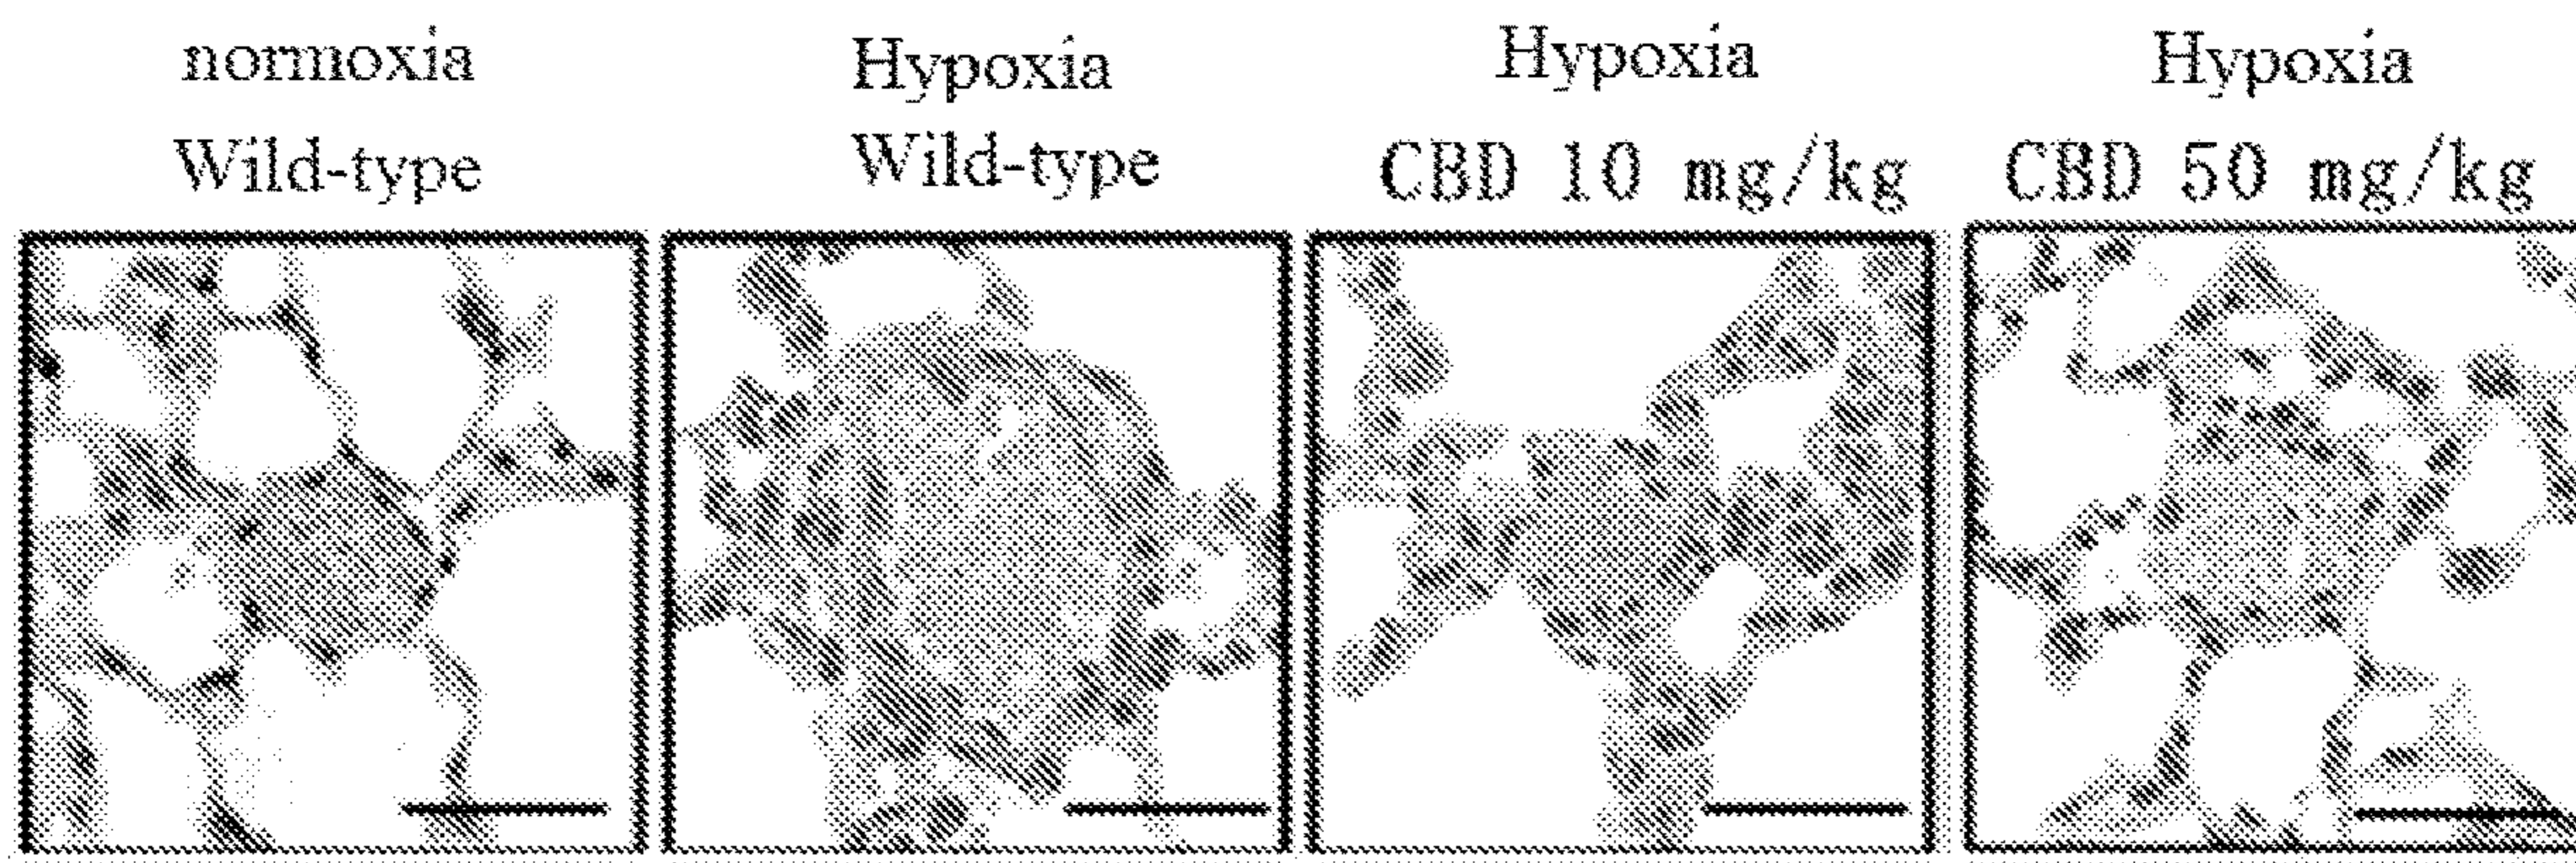 normoxia
Wild-type
Hypoxia
Wild-type
Hypoxia
CBD 10 mg/kg
Hypoxia
CBD 50 mg/kg